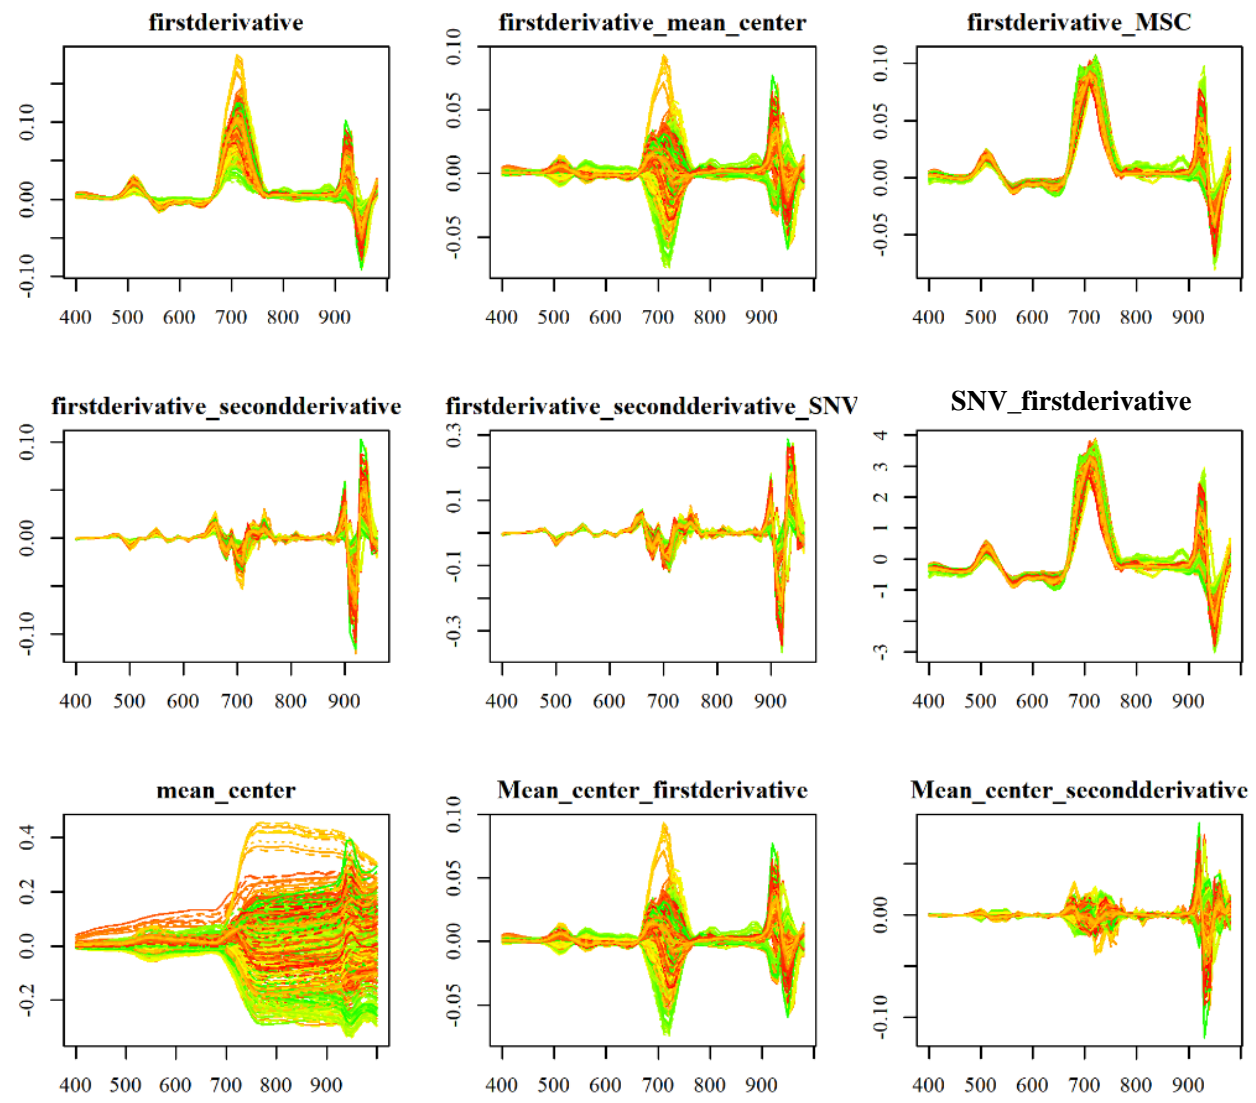 firstderivative firstderivative_mean_center firstderivative_MSC
0.10 0.00 -0.10
400 500 600 700 800 900
0.10 0.05 0.00 -0.05
400 500 600 700 800 900
0.10 0.05 0.00 -0.05
400 500 600 700 800 900
firstderivative_secondderivative firstderivative_secondderivative_SNV SNV_firstderivative
0.10 0.00 -0.10
400 500 600 700 800 900
0.3 0.1 -0.1 -0.3
400 500 600 700 800 900
4 3 2 0 -1 -3
400 500 600 700 800 900
mean_center Mean_center_firstderivative Mean_center_secondderivative
0.4 0.2 0.0 -0.2
400 500 600 700 800 900
0.10 0.05 0.00 -0.05
400 500 600 700 800 900
0.00 -0.10
400 500 600 700 800 900